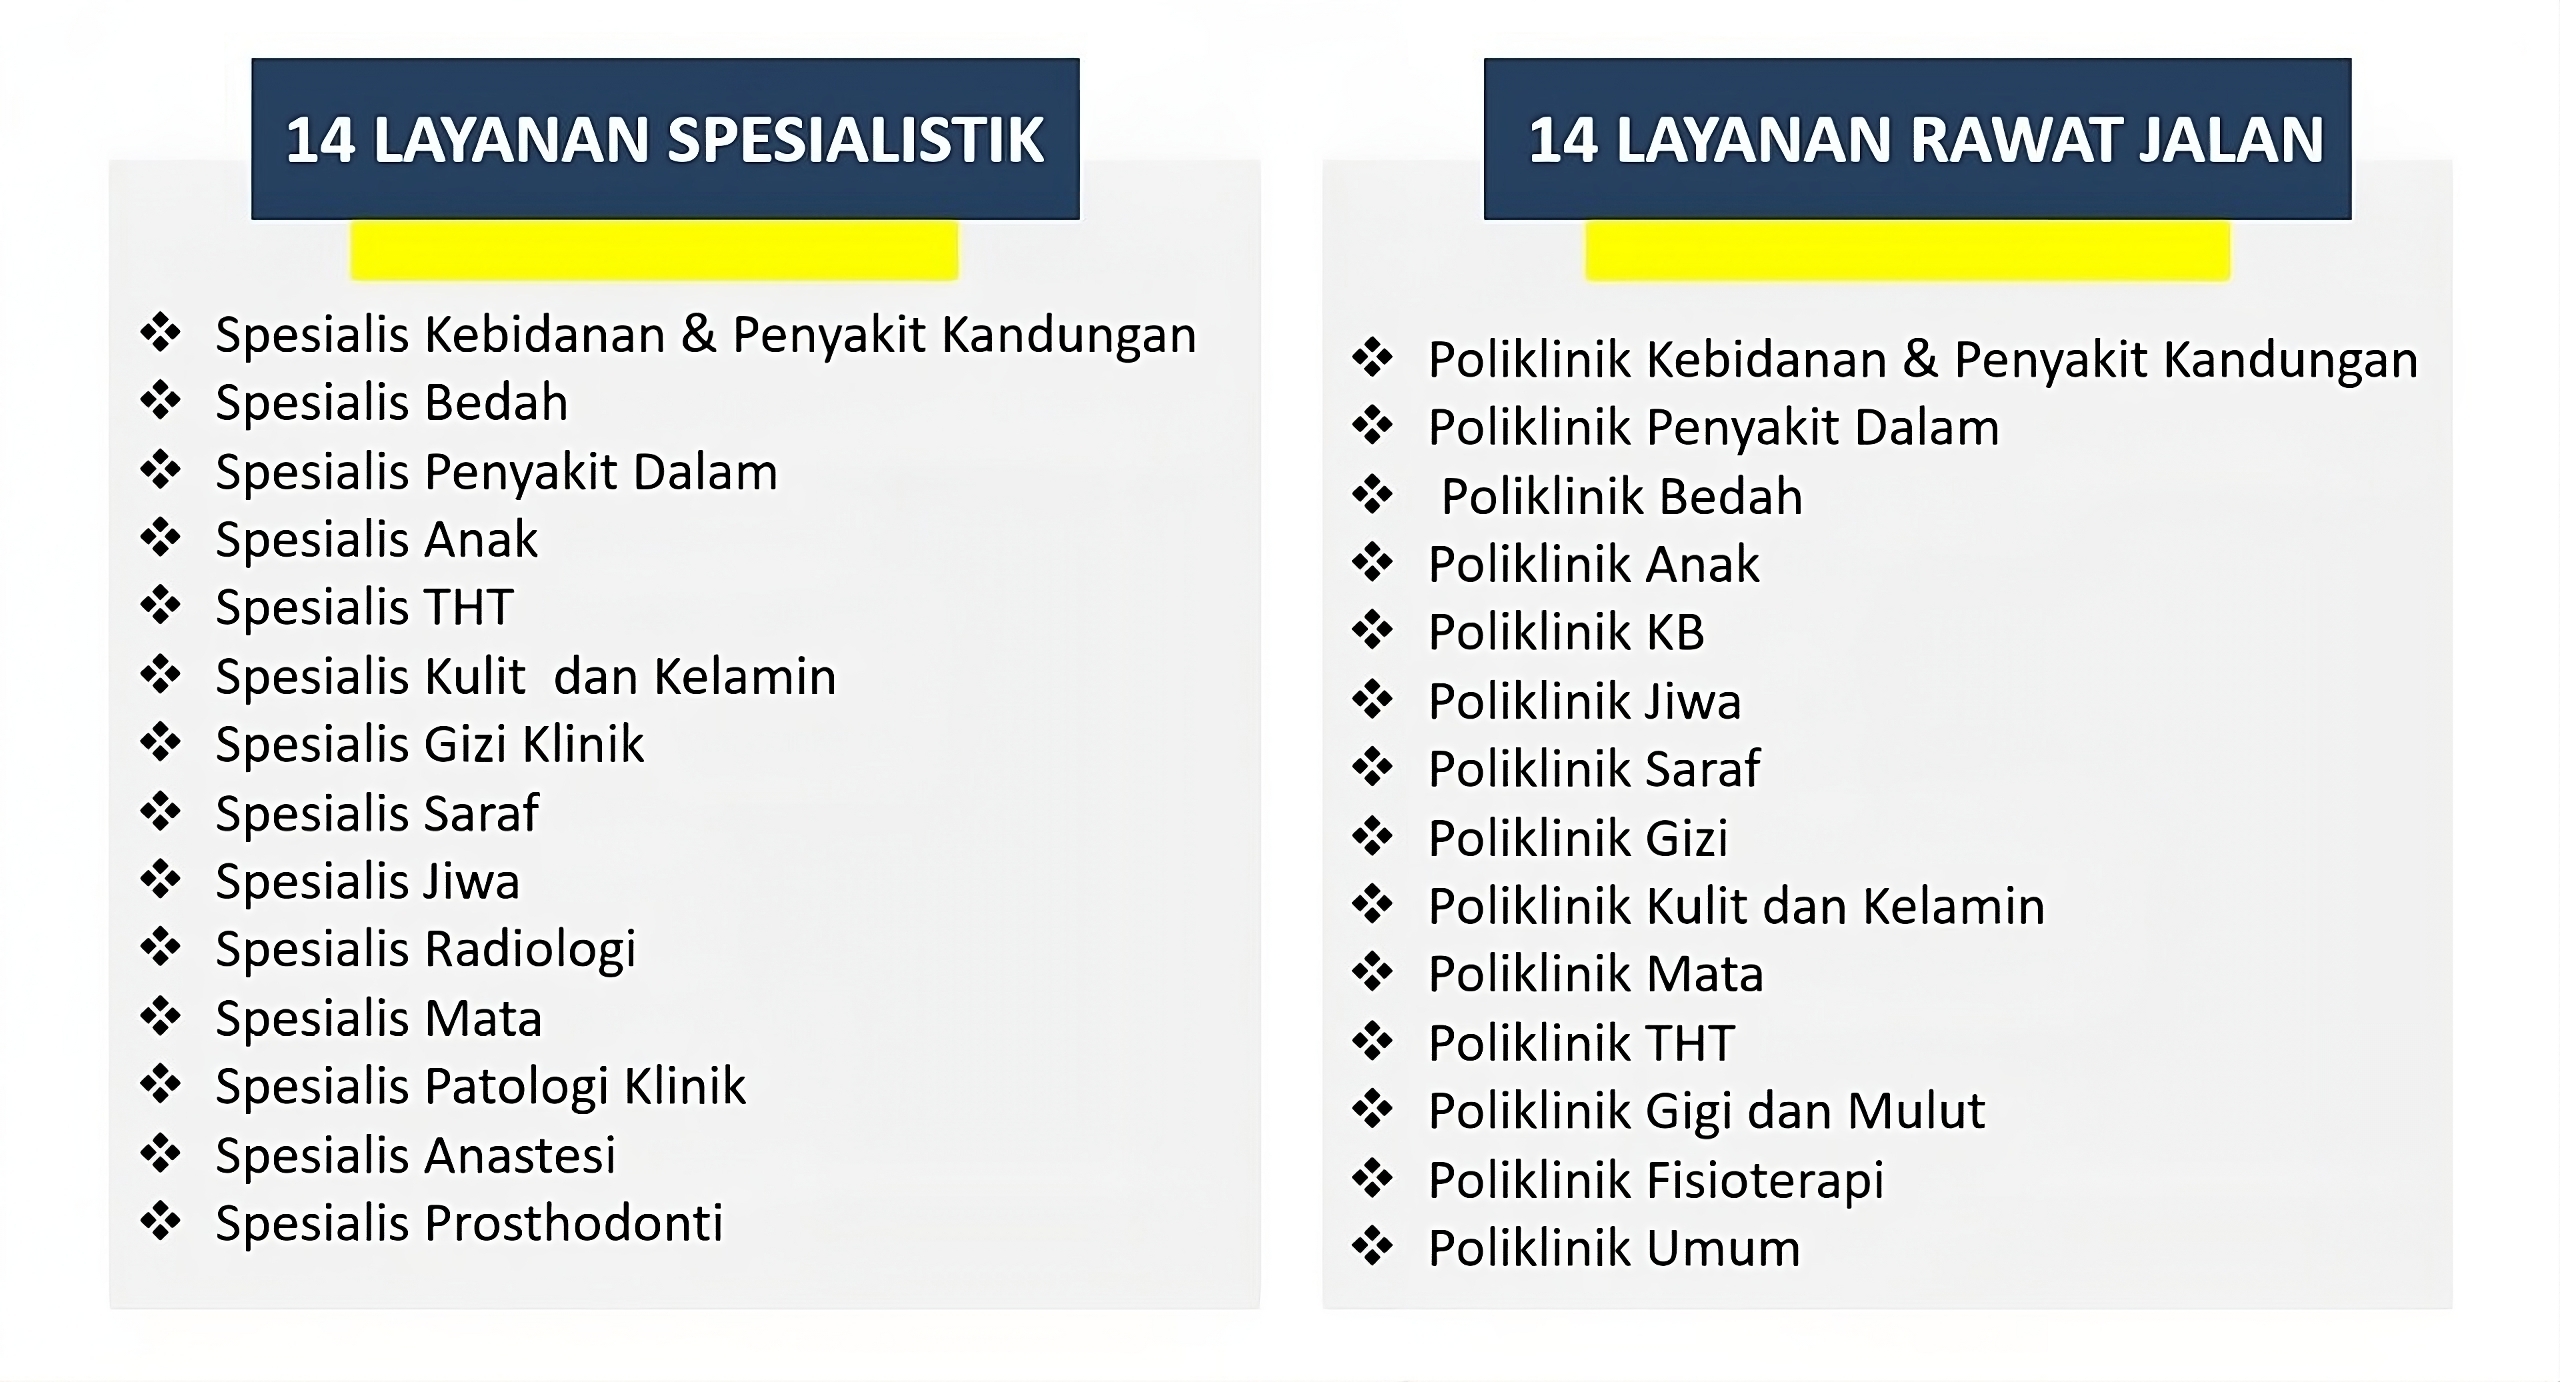 14 LAYANAN SPESIALISTIK
❖ Spesialis Kebidanan & Penyakit Kandungan
❖ Spesialis Bedah
❖ Spesialis Penyakit Dalam
❖ Spesialis Anak
❖ Spesialis THT
❖ Spesialis Kulit  dan Kelamin
❖ Spesialis Gizi Klinik
❖ Spesialis Saraf
❖ Spesialis Jiwa
❖ Spesialis Radiologi
❖ Spesialis Mata
❖ Spesialis Patologi Klinik
❖ Spesialis Anastesi
❖ Spesialis Prosthodonti
14 LAYANAN RAWAT JALAN
❖ Poliklinik Kebidanan & Penyakit Kandungan
❖ Poliklinik Penyakit Dalam
❖ Poliklinik Bedah
❖ Poliklinik Anak
❖ Poliklinik KB
❖ Poliklinik Jiwa
❖ Poliklinik Saraf
❖ Poliklinik Gizi
❖ Poliklinik Kulit dan Kelamin
❖ Poliklinik Mata
❖ Poliklinik THT
❖ Poliklinik Gigi dan Mulut
❖ Poliklinik Fisioterapi
❖ Poliklinik Umum